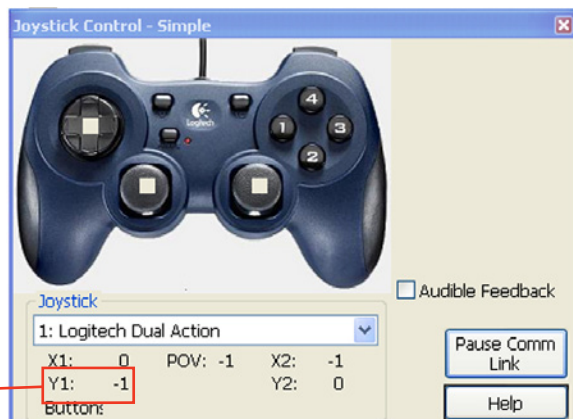 Joystick Control - Simple
Logitech
4
1
3
2
Audible Feedback
Joystick
1: Logitech Dual Action
X1: 0 POV: -1 X2: -1
Y1: -1 Y2: 0
Buttons
Pause Comm
Link
Help